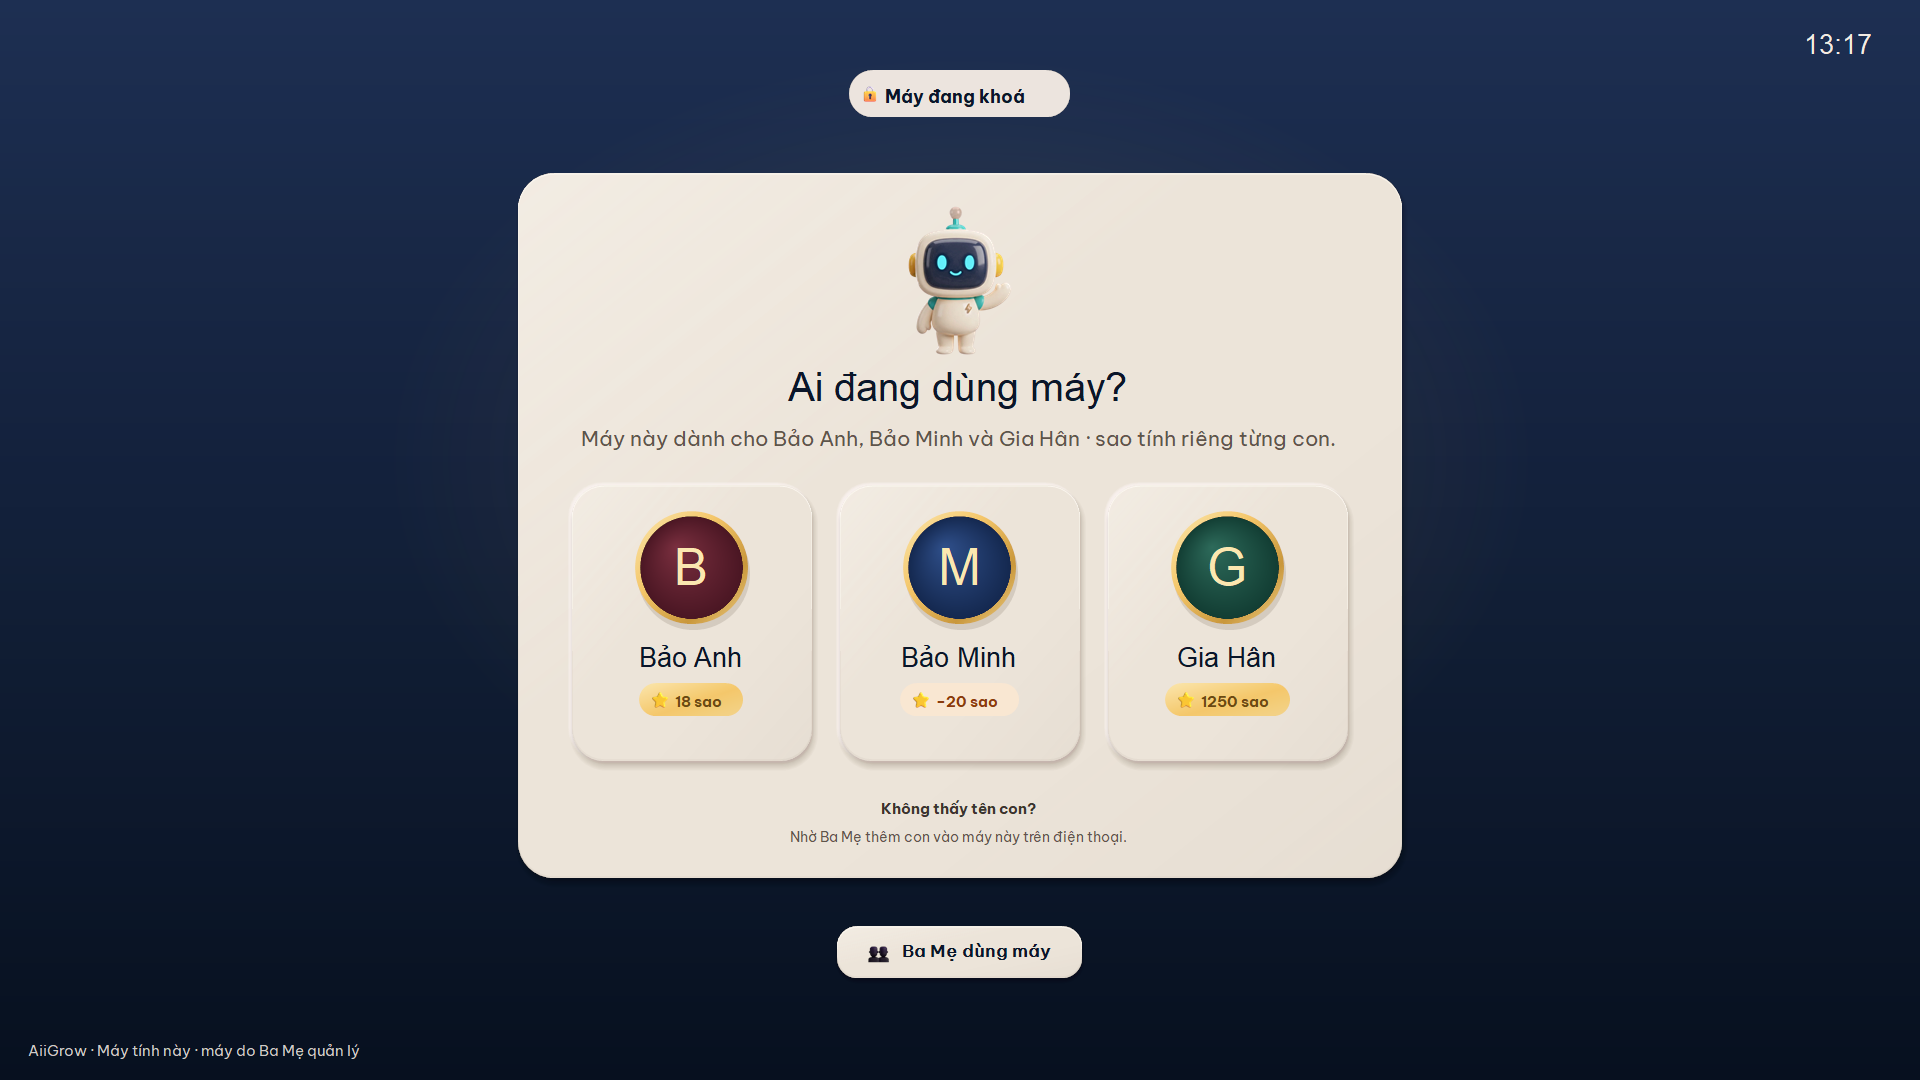 13:17
Máy đang khoá
Ai đang dùng máy?
Máy này dành cho Bảo Anh, Bảo Minh và Gia Hân · sao tính riêng từng con.
B
M
G
Bảo Anh
Bảo Minh
Gia Hân
18 sao
-20 sao
1250 sao
Không thấy tên con?
Nhờ Ba Mẹ thêm con vào máy này trên điện thoại.
Ba Mẹ dùng máy
AiiGrow · Máy tính này · máy do Ba Mẹ quản lý